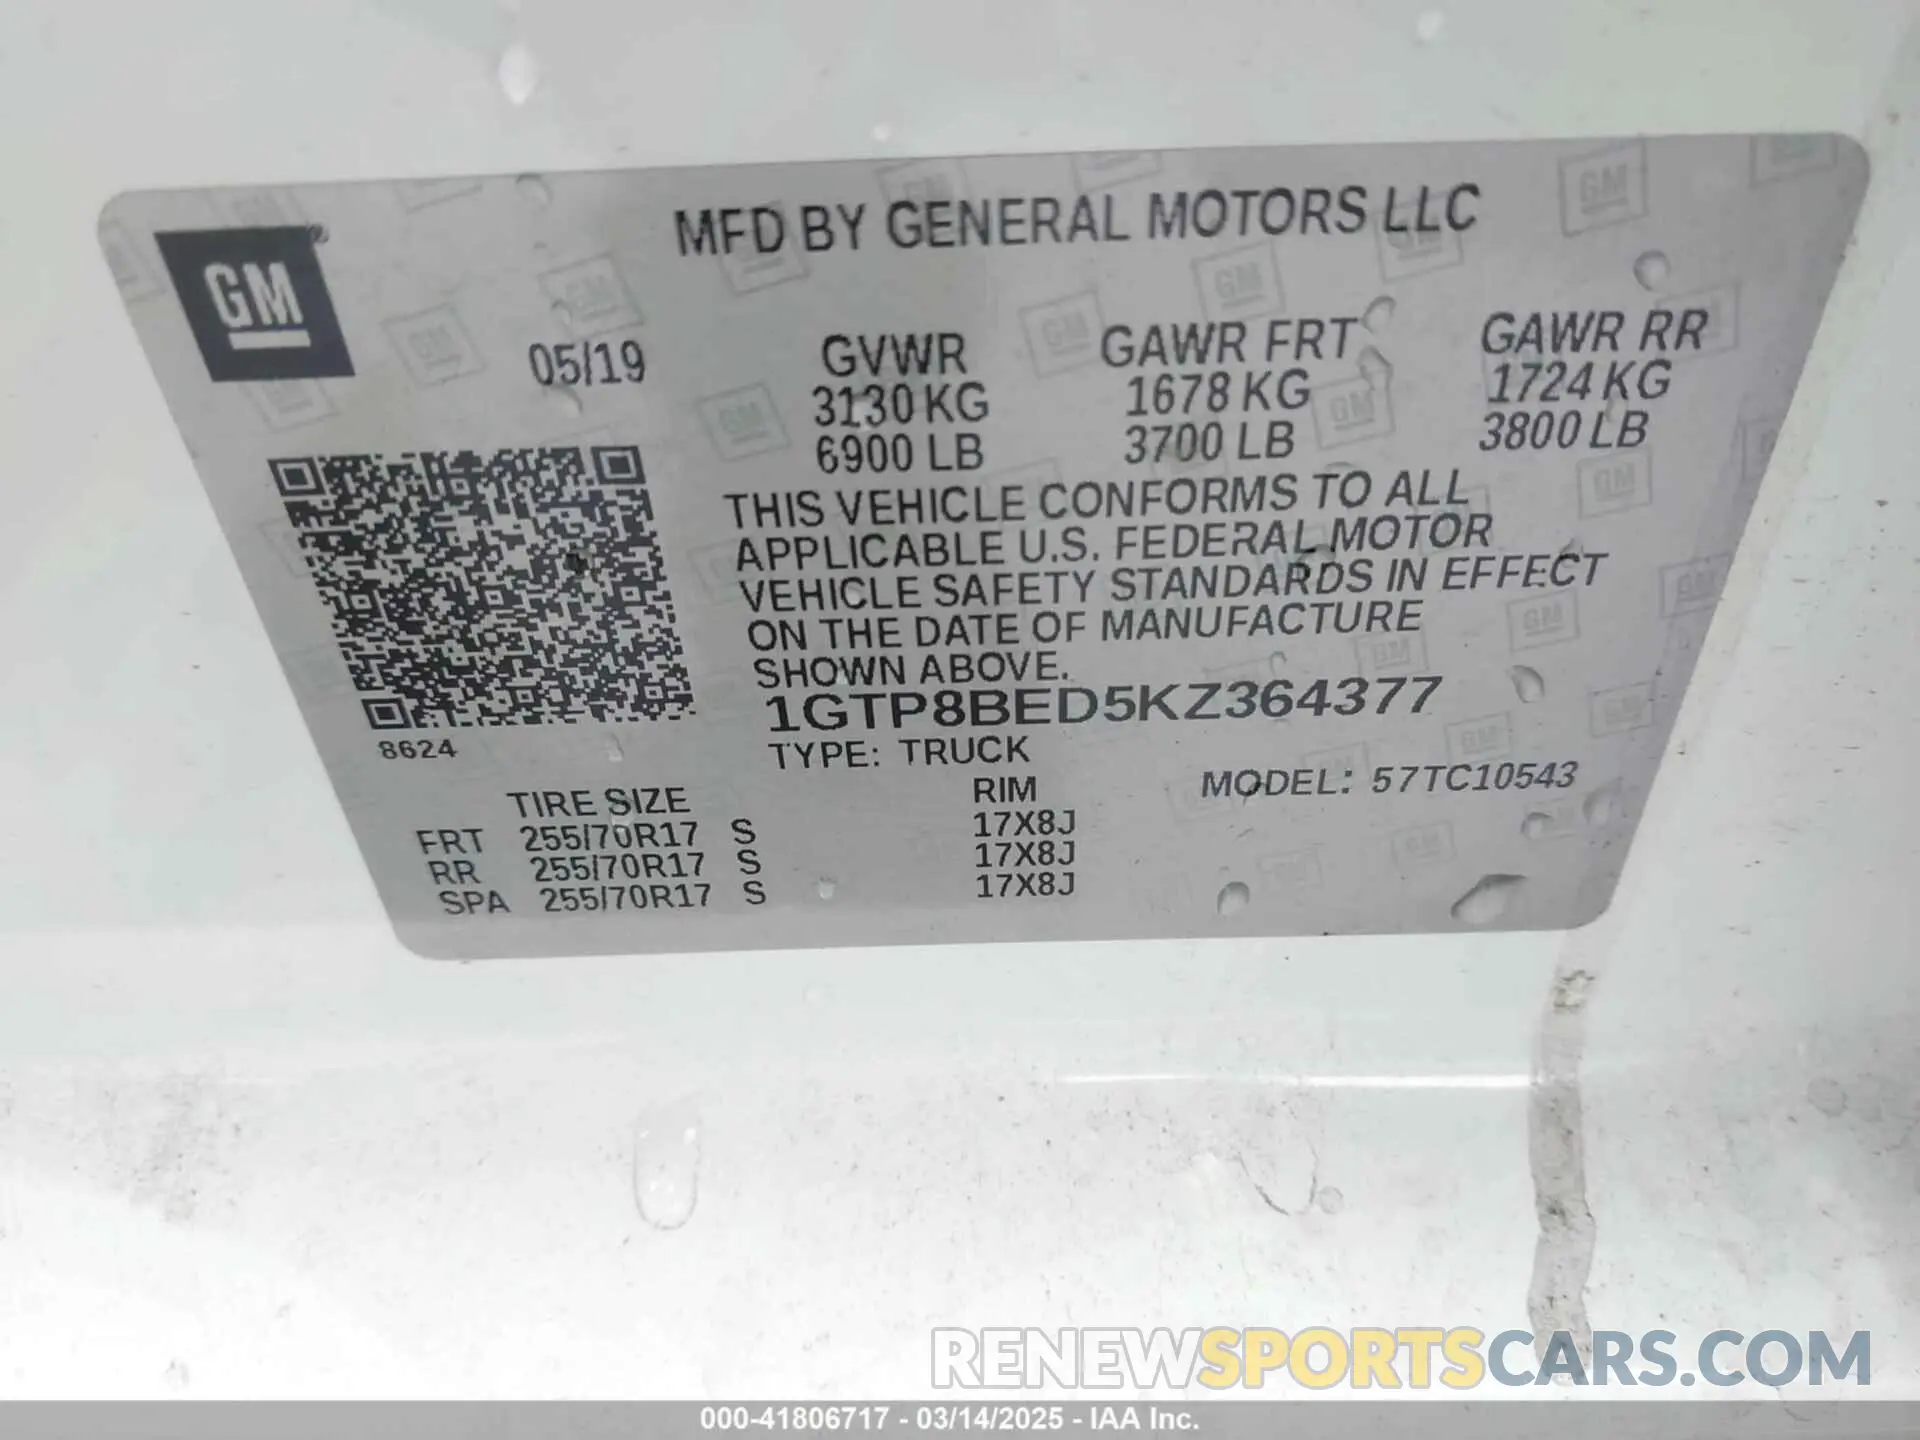 MFD BY GENERAL MOTORS LLC
GM
05/19
GVWR GAWR FRT GAWR RR
3130 KG 1678 KG 1724 KG
6900 LB 3700 LB 3800 LB
THIS VEHICLE CONFORMS TO ALL
APPLICABLE U.S. FEDERAL MOTOR
VEHICLE SAFETY STANDARDS IN EFFECT
ON THE DATE OF MANUFACTURE
SHOWN ABOVE.
1GTP8BED5KZ364377
8624
TYPE: TRUCK
MODEL: 57TC10543
TIRE SIZE RIM
FRT 255/70R17 S 17X8J
RR 255/70R17 S 17X8J
SPA 255/70R17 S 17X8J
RENEWSPORTSCARS.COM
000-41806717 - 03/14/2025 - IAA Inc.